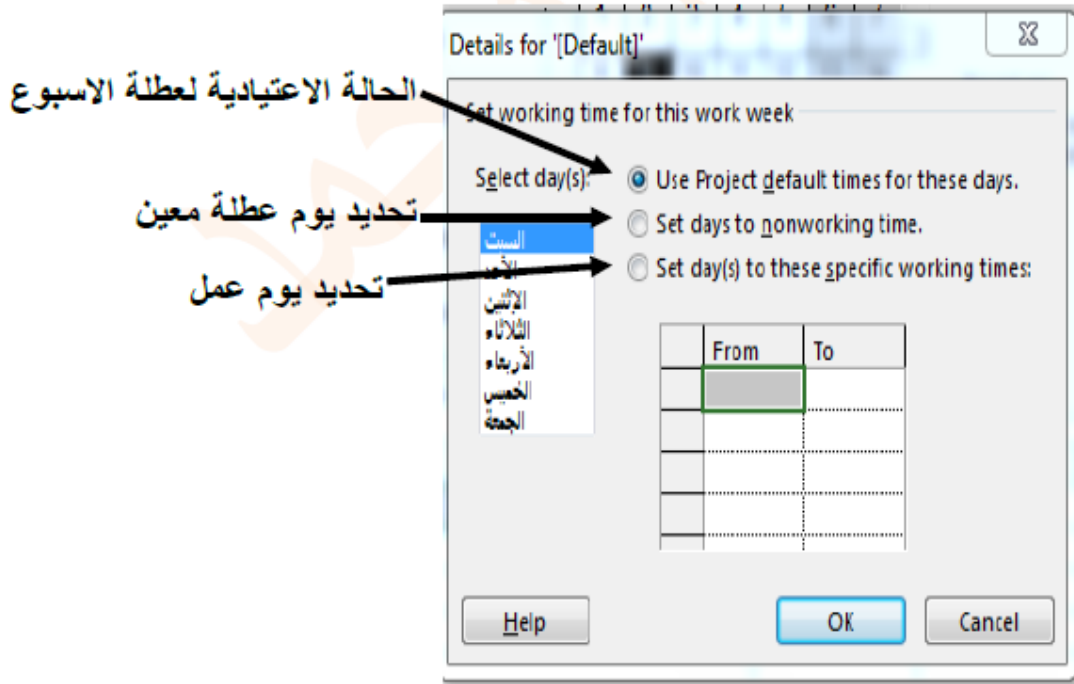 Details for '[Default]'
الحالة الاعتيادية لعطلة الاسبوع
Set working time for this work week
Select day(s):
Use Project default times for these days.
تحديد يوم عطلة معين
Set days to nonworking time.
تحديد يوم عمل
Set day(s) to these specific working times:
السبت
الأحد
الإثنين
الثلاثاء
الأربعاء
الخميس
الجمعة
From To
Help OK Cancel